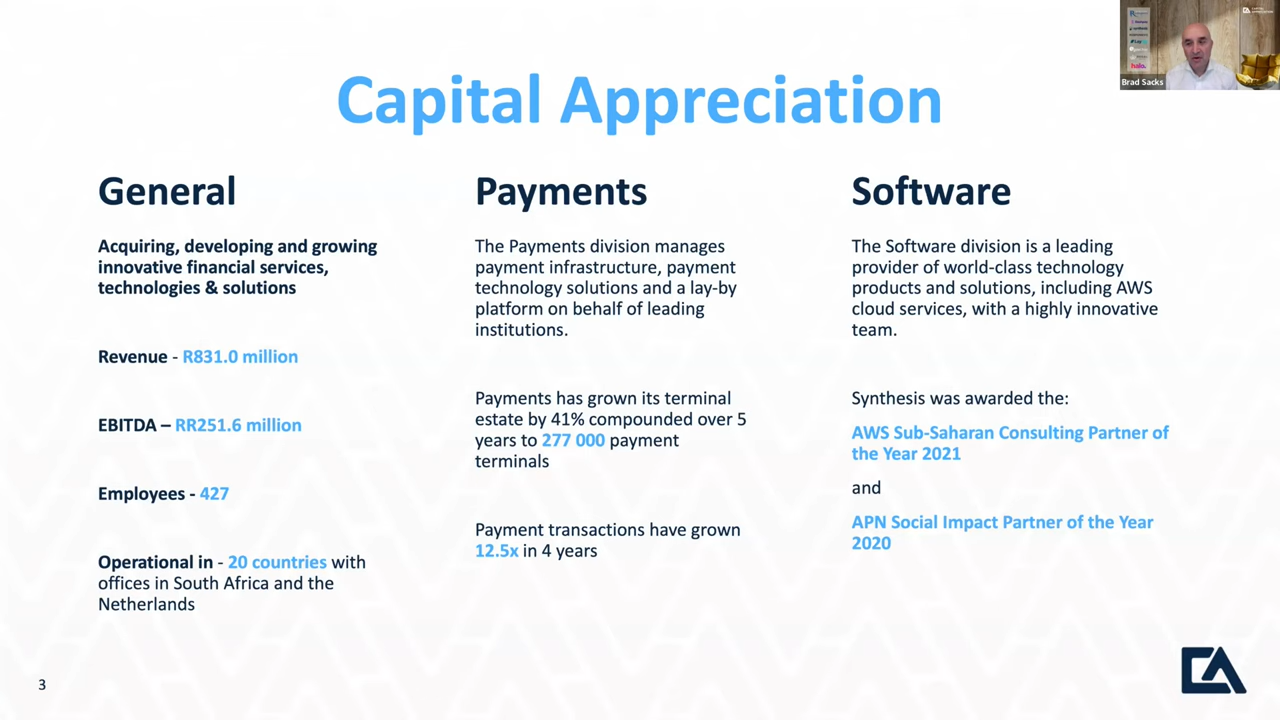 Capital Appreciation
General
Acquiring, developing and growing
innovative financial services,
technologies & solutions
Revenue - R831.0 million
EBITDA – RR251.6 million
Employees - 427
Operational in - 20 countries with
offices in South Africa and the
Netherlands
Payments
The Payments division manages
payment infrastructure, payment
technology solutions and a lay-by
platform on behalf of leading
institutions.
Payments has grown its terminal
estate by 41% compounded over 5
years to 277 000 payment
terminals
Payment transactions have grown
12.5x in 4 years
Software
The Software division is a leading
provider of world-class technology
products and solutions, including AWS
cloud services, with a highly innovative
team.
Synthesis was awarded the:
AWS Sub-Saharan Consulting Partner of
the Year 2021
and
APN Social Impact Partner of the Year
2020
3
CA
Brad Sacks
halo